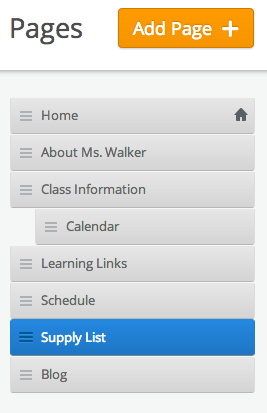 Pages
Add Page +
Home
About Ms. Walker
Class Information
Calendar
Learning Links
Schedule
Supply List
Blog